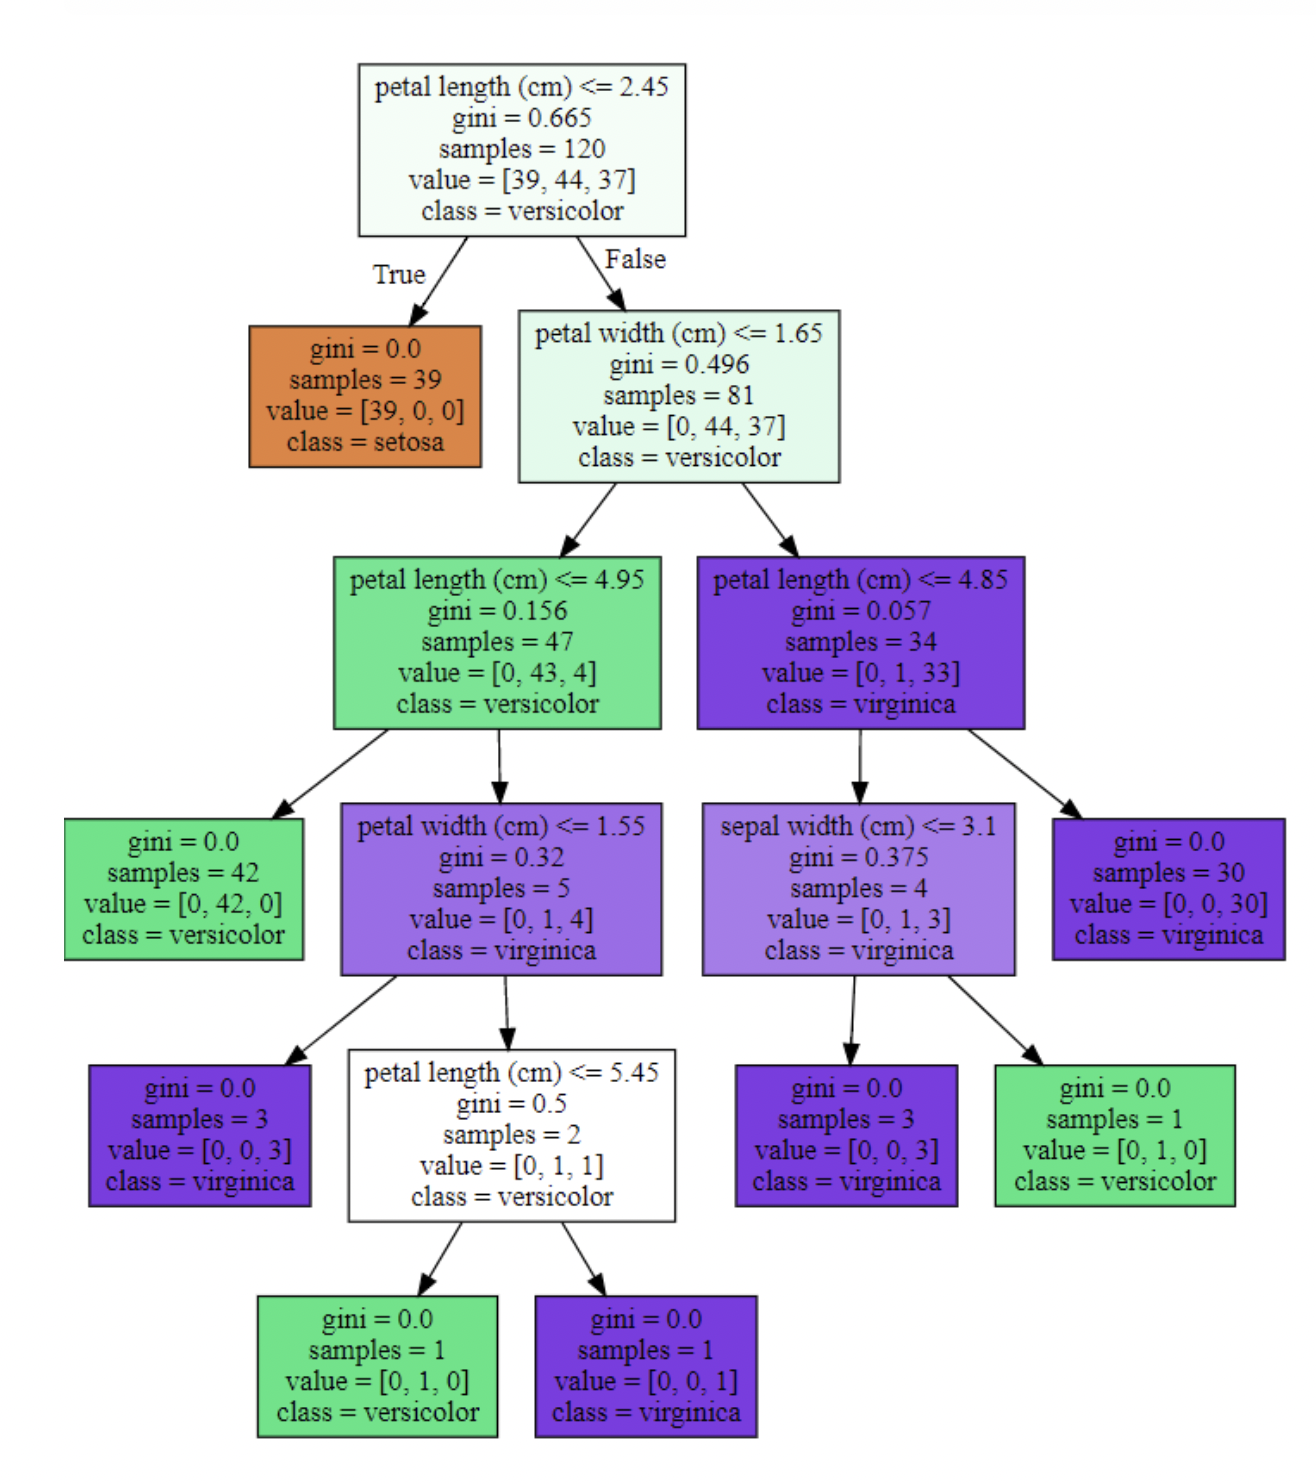 petal length (cm) <= 2.45
gini = 0.665
samples = 120
value = [39, 44, 37]
class = versicolor
True
False
gini = 0.0
samples = 39
value = [39, 0, 0]
class = setosa
petal width (cm) <= 1.65
gini = 0.496
samples = 81
value = [0, 44, 37]
class = versicolor
petal length (cm) <= 4.95
gini = 0.156
samples = 47
value = [0, 43, 4]
class = versicolor
petal length (cm) <= 4.85
gini = 0.057
samples = 34
value = [0, 1, 33]
class = virginica
gini = 0.0
samples = 42
value = [0, 42, 0]
class = versicolor
petal width (cm) <= 1.55
gini = 0.32
samples = 5
value = [0, 1, 4]
class = virginica
sepal width (cm) <= 3.1
gini = 0.375
samples = 4
value = [0, 1, 3]
class = virginica
gini = 0.0
samples = 30
value = [0, 0, 30]
class = virginica
gini = 0.0
samples = 3
value = [0, 0, 3]
class = virginica
petal length (cm) <= 5.45
gini = 0.5
samples = 2
value = [0, 1, 1]
class = versicolor
gini = 0.0
samples = 3
value = [0, 0, 3]
class = virginica
gini = 0.0
samples = 1
value = [0, 1, 0]
class = versicolor
gini = 0.0
samples = 1
value = [0, 1, 0]
class = versicolor
gini = 0.0
samples = 1
value = [0, 0, 1]
class = virginica